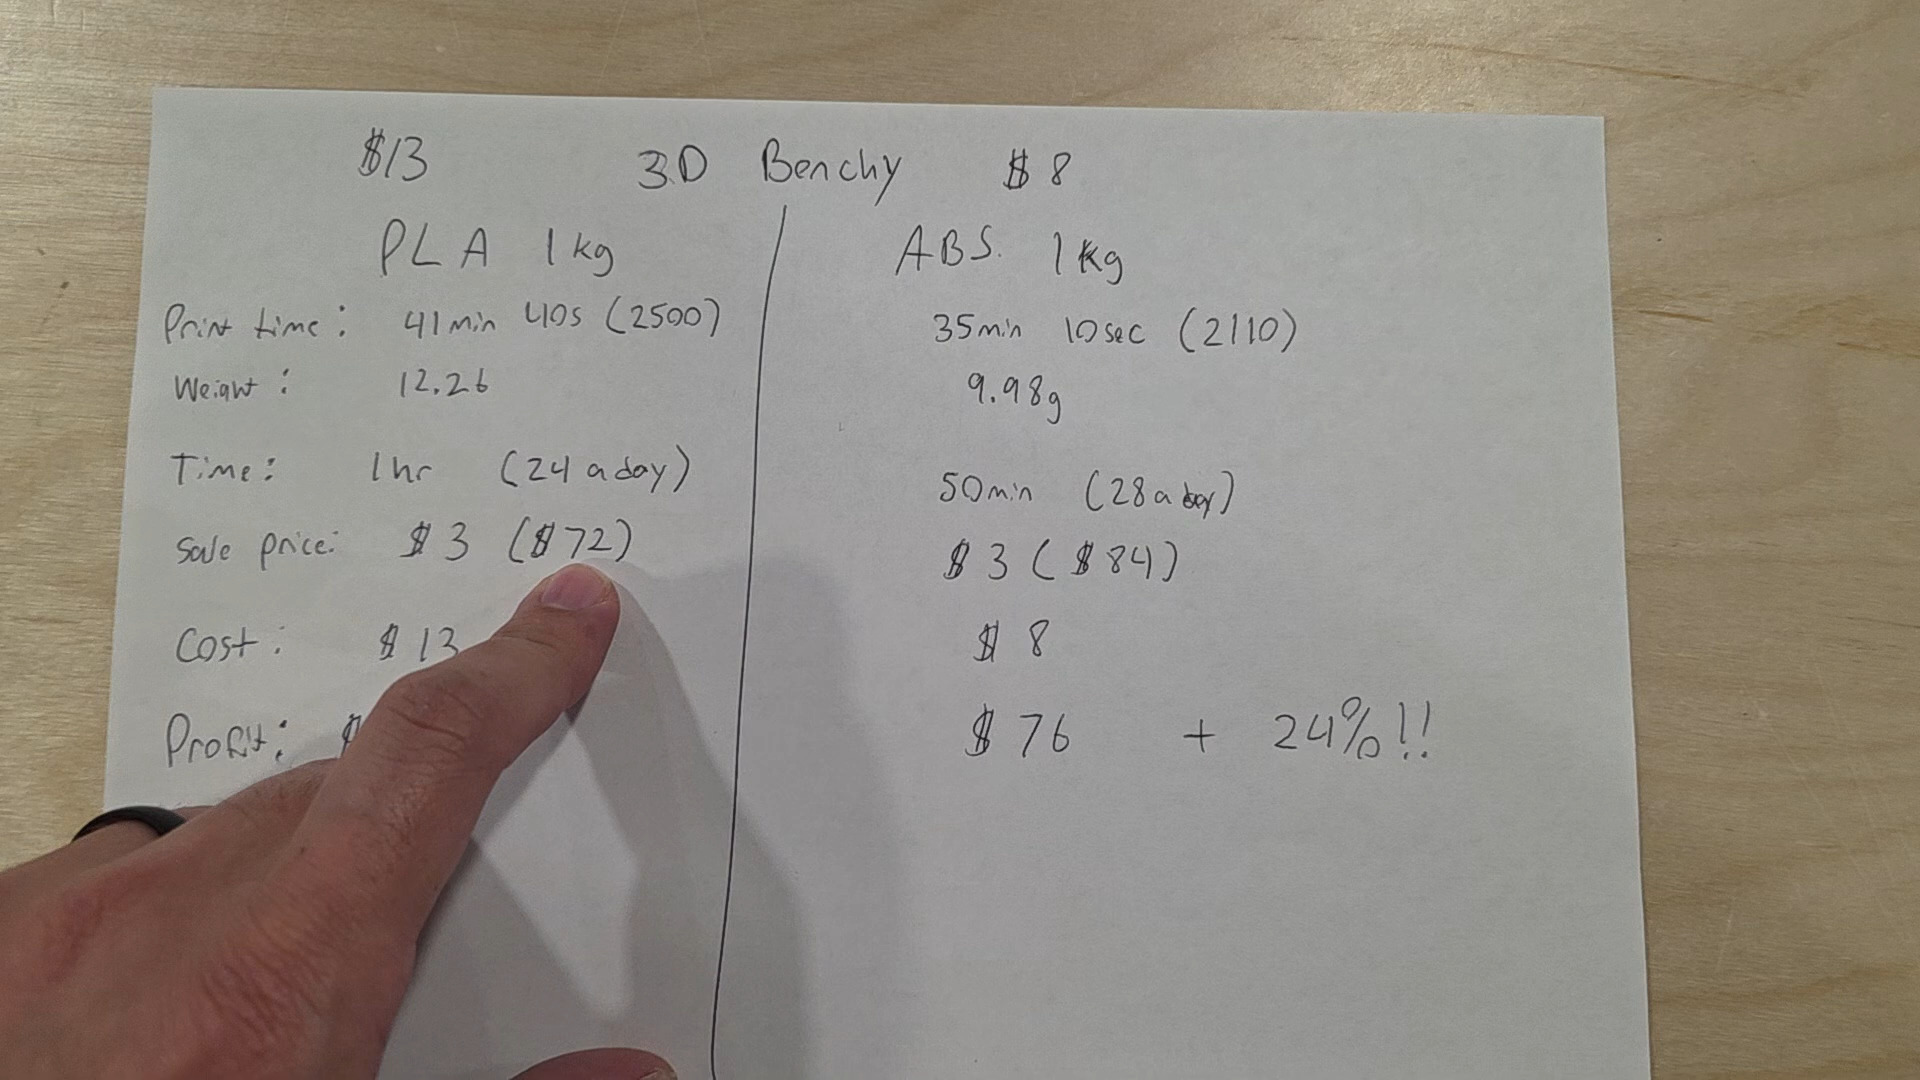 $13 3D Benchy $8
PLA 1kg
Print time: 41min 40s (2500)
Weiaht: 12.26
Time: 1hr (24 a day)
Sale price: $3 ($72)
Cost: $13
Profit: $
ABS. 1kg
35min 10sec (2110)
9.98g
50min (28 a day)
$3 ($84)
$8
$76 + 24%!!